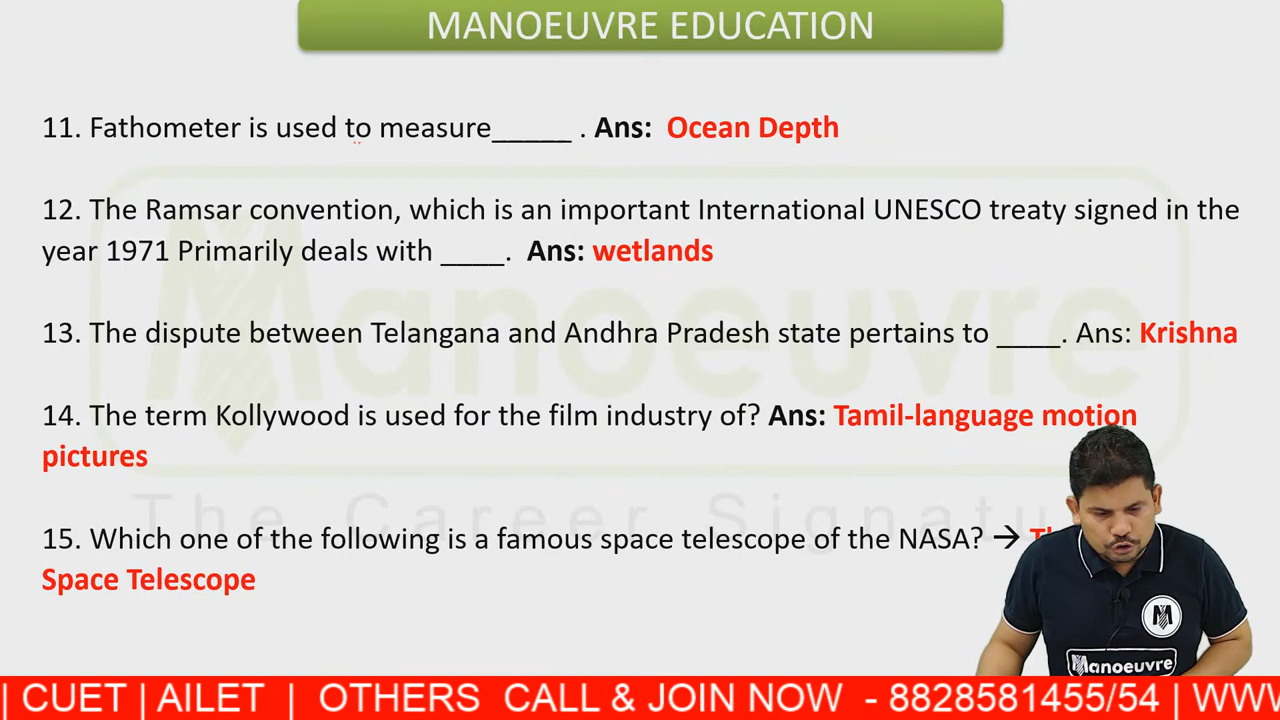 MANOEUVRE EDUCATION
11. Fathometer is used to measure_____ . Ans: Ocean Depth
12. The Ramsar convention, which is an important International UNESCO treaty signed in the
year 1971 Primarily deals with ____. Ans: wetlands
13. The dispute between Telangana and Andhra Pradesh state pertains to ____. Ans: Krishna
14. The term Kollywood is used for the film industry of? Ans: Tamil-language motion
pictures
15. Which one of the following is a famous space telescope of the NASA? →
Space Telescope
Manoeuvre
The Career Signatu
M
Manoeuvre
| CUET | AILET | OTHERS CALL & JOIN NOW - 8828581455/54 | WWW